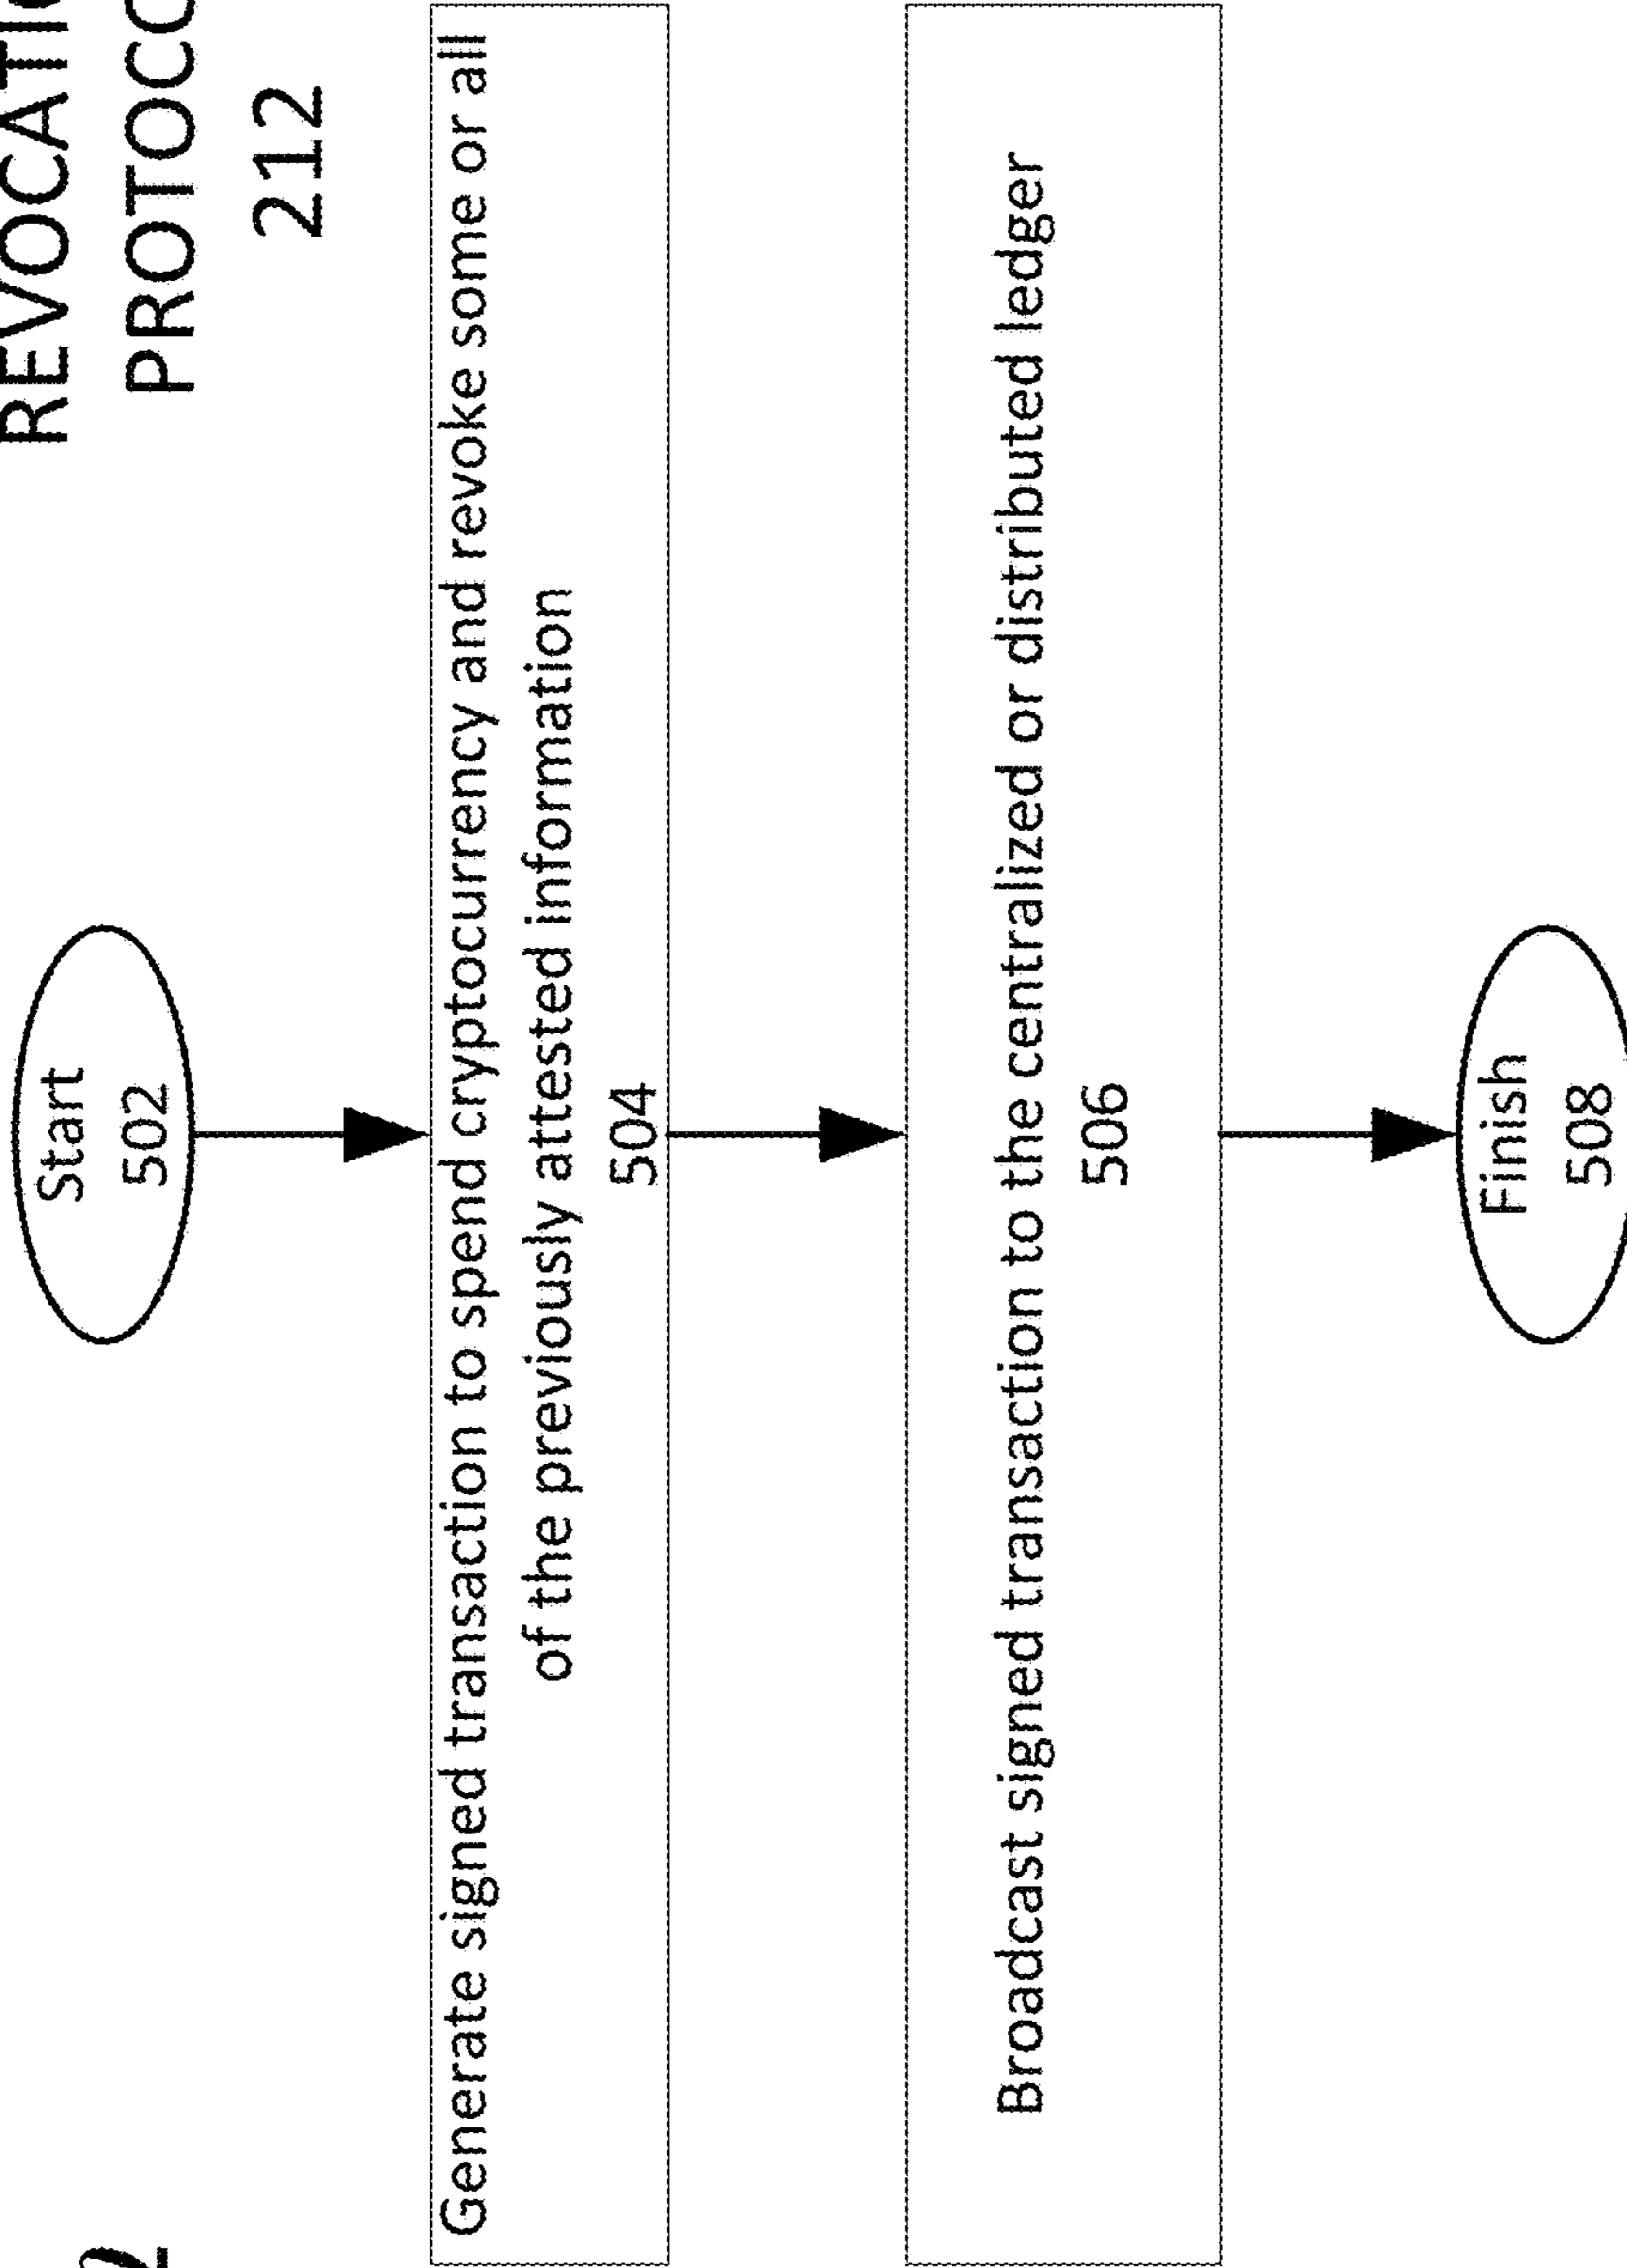 REVOCATI
PROTOC
212
Start
502
Generate signed transaction to spend cryptocurrency and revoke some or all
of the previously attested information
504
Broadcast signed transaction to the centralized or distributed ledger
506
Finish
508